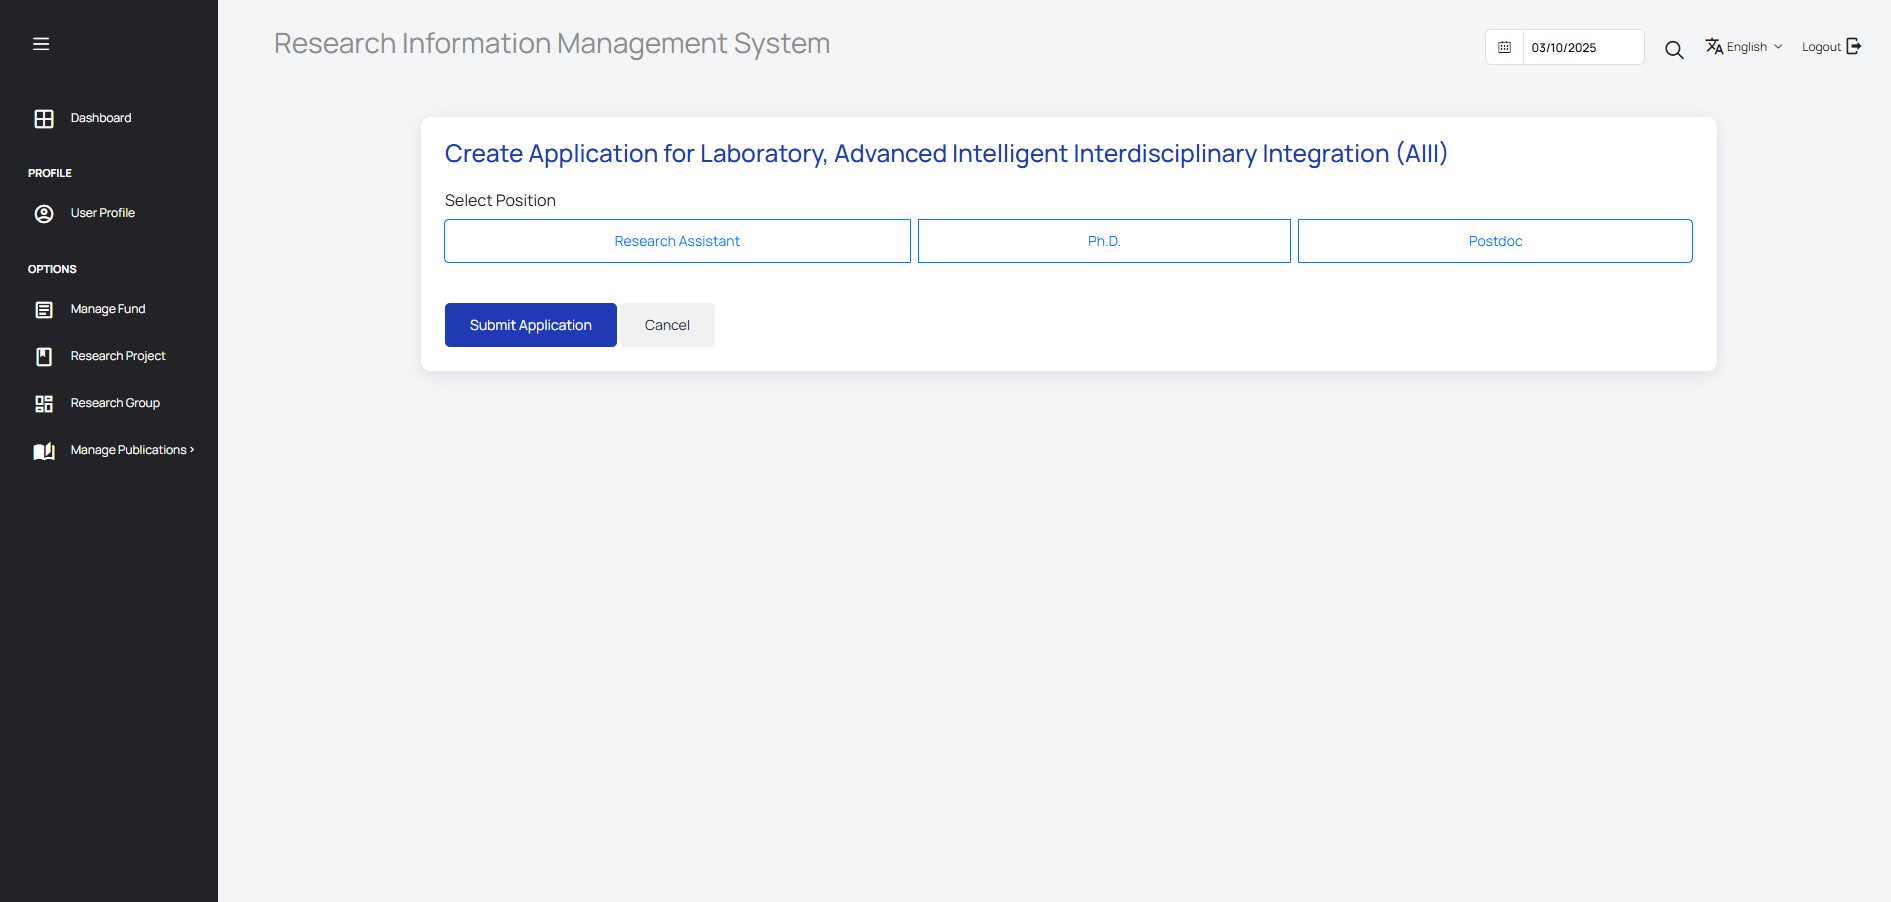 Research Information Management System
03/10/2025
English
Logout
Dashboard
PROFILE
User Profile
OPTIONS
Manage Fund
Research Project
Research Group
Manage Publications ›
Create Application for Laboratory, Advanced Intelligent Interdisciplinary Integration (AIII)
Select Position
Research Assistant
Ph.D.
Postdoc
Submit Application
Cancel